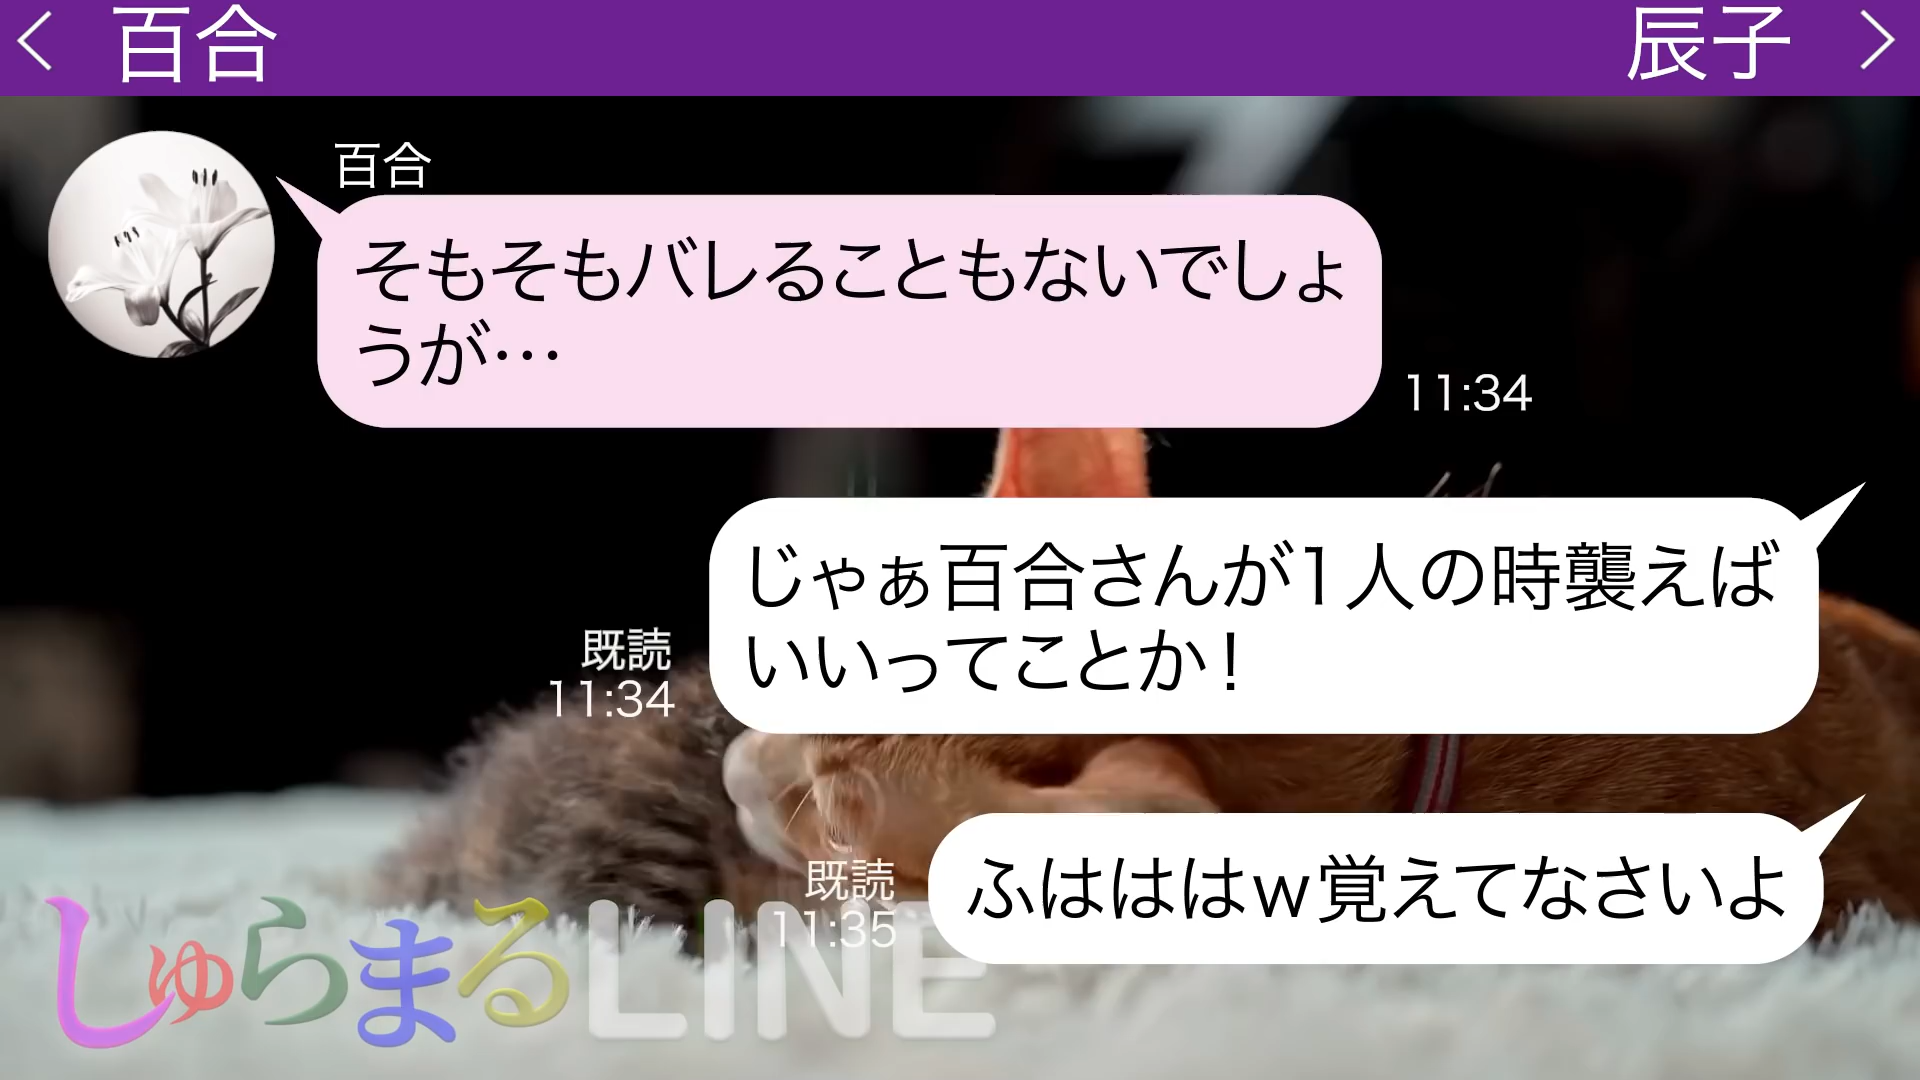 百合
辰子
百合
そもそもバレることもないでしょ
うが…
11:34
じゃぁ百合さんが1人の時襲えば
いいってことか!
既読
11:34
ふはははw覚えてなさいよ
既読
11:35
しゅらまるLINE